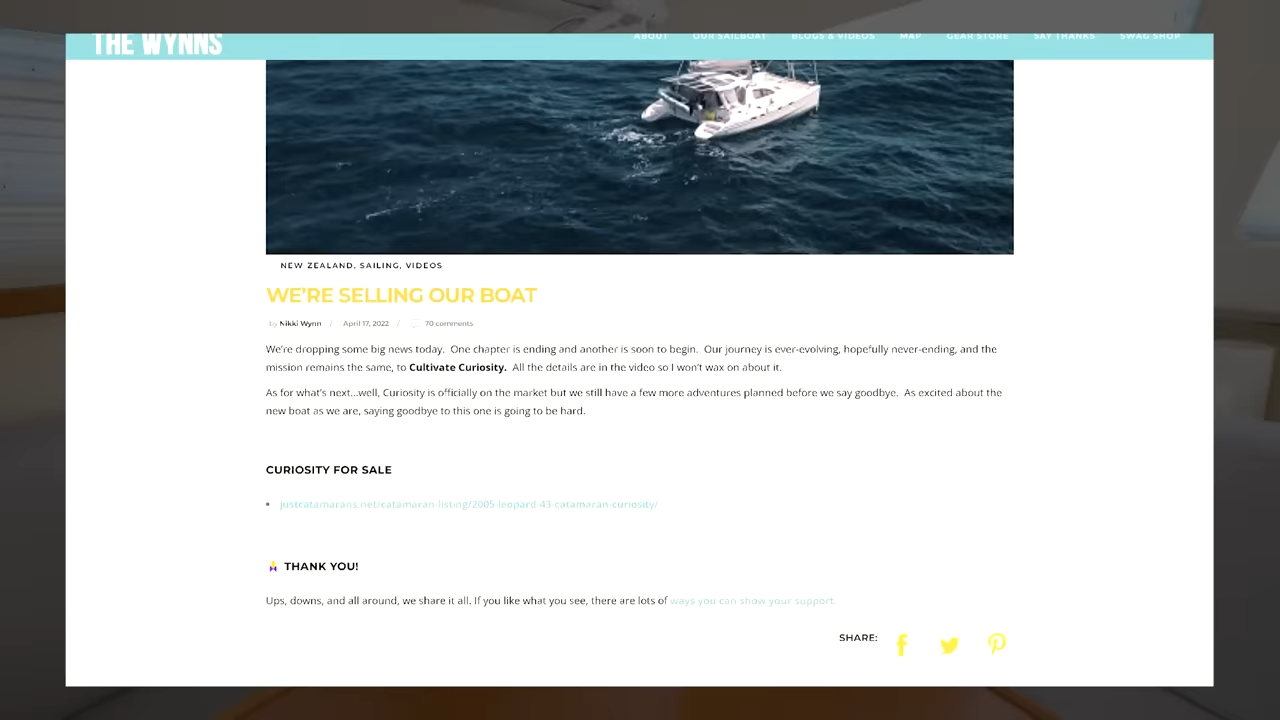 THE WYNNS
ABOUT OUR SAILBOAT BLOGS & VIDEOS MAP GEAR STORE SAY THANKS SWAG SHOP
NEW ZEALAND, SAILING, VIDEOS
WE'RE SELLING OUR BOAT
by Nikki Wynn / April 17, 2022 / 70 comments
We're dropping some big news today. One chapter is ending and another is soon to begin. Our journey is ever-evolving, hopefully never-ending, and the
mission remains the same, to Cultivate Curiosity. All the details are in the video so I won't wax on about it.
As for what's next...well, Curiosity is officially on the market but we still have a few more adventures planned before we say goodbye. As excited about the
new boat as we are, saying goodbye to this one is going to be hard.
CURIOSITY FOR SALE
justcatamarans.net/catamaran-listing/2005-leopard-43-catamaran-curiosity/
THANK YOU!
Ups, downs, and all around, we share it all. If you like what you see, there are lots of ways you can show your support.
SHARE: